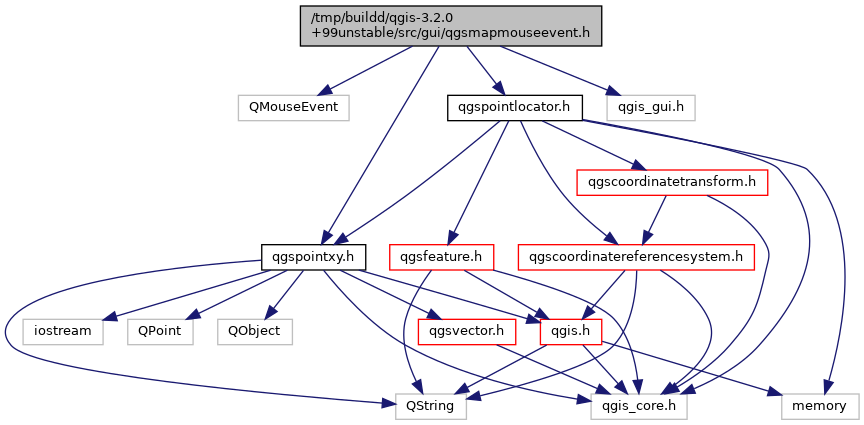 /tmp/buildd/qgis-3.2.0
+99unstable/src/gui/qgsmapmouseevent.h
QMouseEvent
qgspointlocator.h
qgis_gui.h
qgscoordinatetransform.h
qgspointxy.h
qgsfeature.h
qgscoordinatereferencesystem.h
iostream
QPoint
QObject
qgsvector.h
qgis.h
QString
qgis_core.h
memory